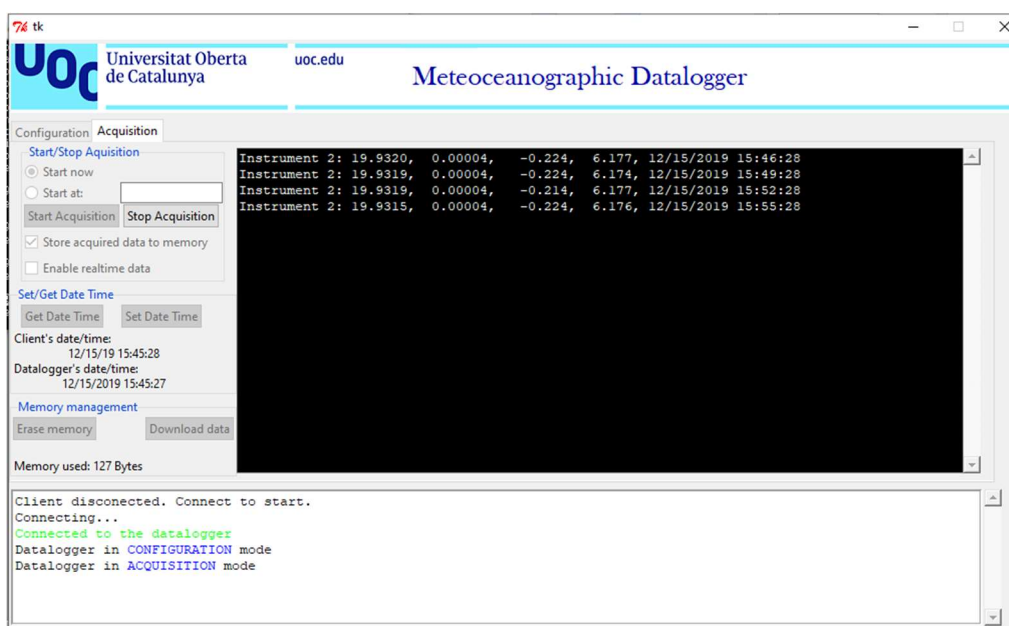 tk
UOC
Universitat Oberta
de Catalunya
uoc.edu
Meteoceanographic Datalogger
Configuration Acquisition
Start/Stop Aquisition
Start now
Start at:
Start Acquisition Stop Acquisition
Store acquired data to memory
Enable realtime data
Set/Get Date Time
Get Date Time Set Date Time
Client's date/time:
12/15/19 15:45:28
Datalogger's date/time:
12/15/2019 15:45:27
Memory management
Erase memory Download data
Memory used: 127 Bytes
Instrument 2: 19.9320, 0.00004, -0.224, 6.177, 12/15/2019 15:46:28
Instrument 2: 19.9319, 0.00004, -0.224, 6.174, 12/15/2019 15:49:28
Instrument 2: 19.9319, 0.00004, -0.214, 6.177, 12/15/2019 15:52:28
Instrument 2: 19.9315, 0.00004, -0.224, 6.176, 12/15/2019 15:55:28
Client disconected. Connect to start.
Connecting...
Connected to the datalogger
Datalogger in CONFIGURATION mode
Datalogger in ACQUISITION mode